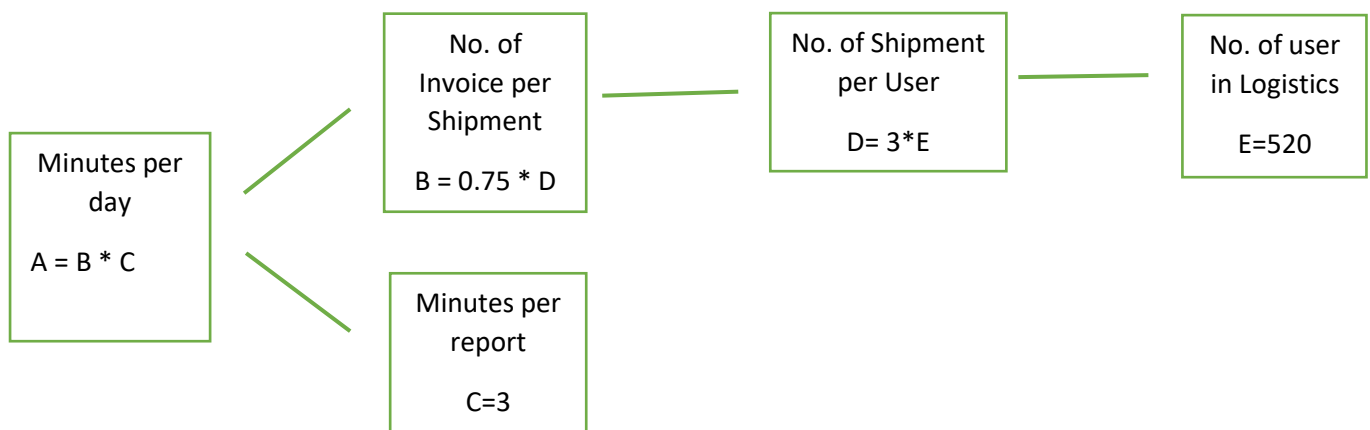 Minutes per
day
A = B * C
No. of
Invoice per
Shipment
B = 0.75 * D
Minutes per
report
C=3
No. of Shipment
per User
D= 3*E
No. of user
in Logistics
E=520